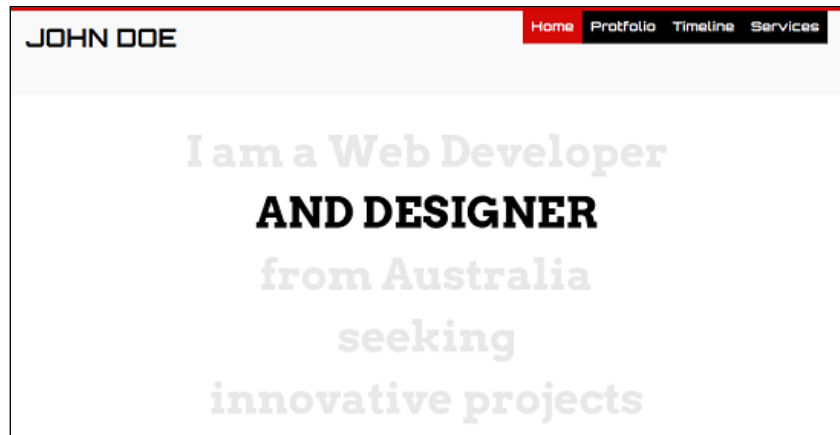 JOHN DOE
Home Protfolio Timeline Services
I am a Web Developer
AND DESIGNER
from Australia
seeking
innovative projects